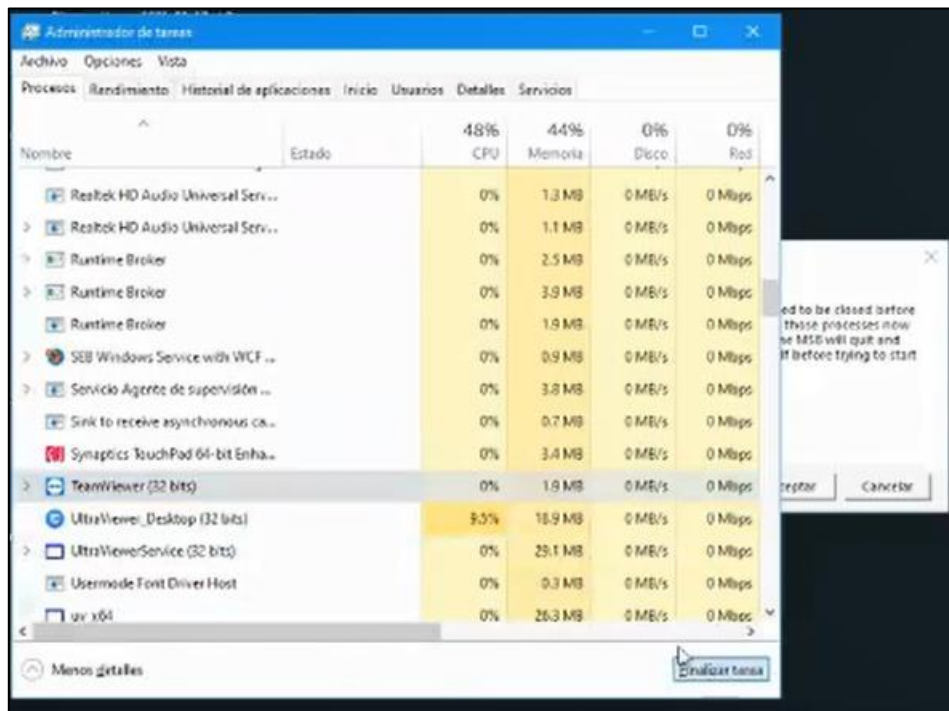 Administrador de tareas
Archivo Opciones Vista
Procesos Rendimiento Historial de aplicaciones Inicio Usuarios Detalles Servicios
48% 44% 0% 0%
Nombre Estado CPU Memoria Disco Red
Realtek HD Audio Universal Serv... 0% 1.3 MB 0 MB/s 0 Mbps
Realtek HD Audio Universal Serv... 0% 1.1 MB 0 MB/s 0 Mbps
Runtime Broker 0% 2.5 MB 0 MB/s 0 Mbps
Runtime Broker 0% 3.9 MB 0 MB/s 0 Mbps
Runtime Broker 0% 1.9 MB 0 MB/s 0 Mbps
SEB Windows Service with WCF ... 0% 0.9 MB 0 MB/s 0 Mbps
Servicio Agente de supervisión ... 0% 3.8 MB 0 MB/s 0 Mbps
Sink to receive asynchronous ca... 0% 0.7 MB 0 MB/s 0 Mbps
Synaptics TouchPad 64-bit Enha... 0% 3.4 MB 0 MB/s 0 Mbps
TeamViewer (32 bits) 0% 1.9 MB 0 MB/s 0 Mbps
UltraViewer_Desktop (32 bits) 9.5% 18.9 MB 0 MB/s 0 Mbps
UltraViewerService (32 bits) 0% 29.1 MB 0 MB/s 0 Mbps
Usermode Font Driver Host 0% 0.3 MB 0 MB/s 0 Mbps
uv_x64 0% 26.3 MB 0 MB/s 0 Mbps
Menos detalles
Finalizar tarea
ed to be closed before
those processes now
will quit and
if before trying to start
Cancelar